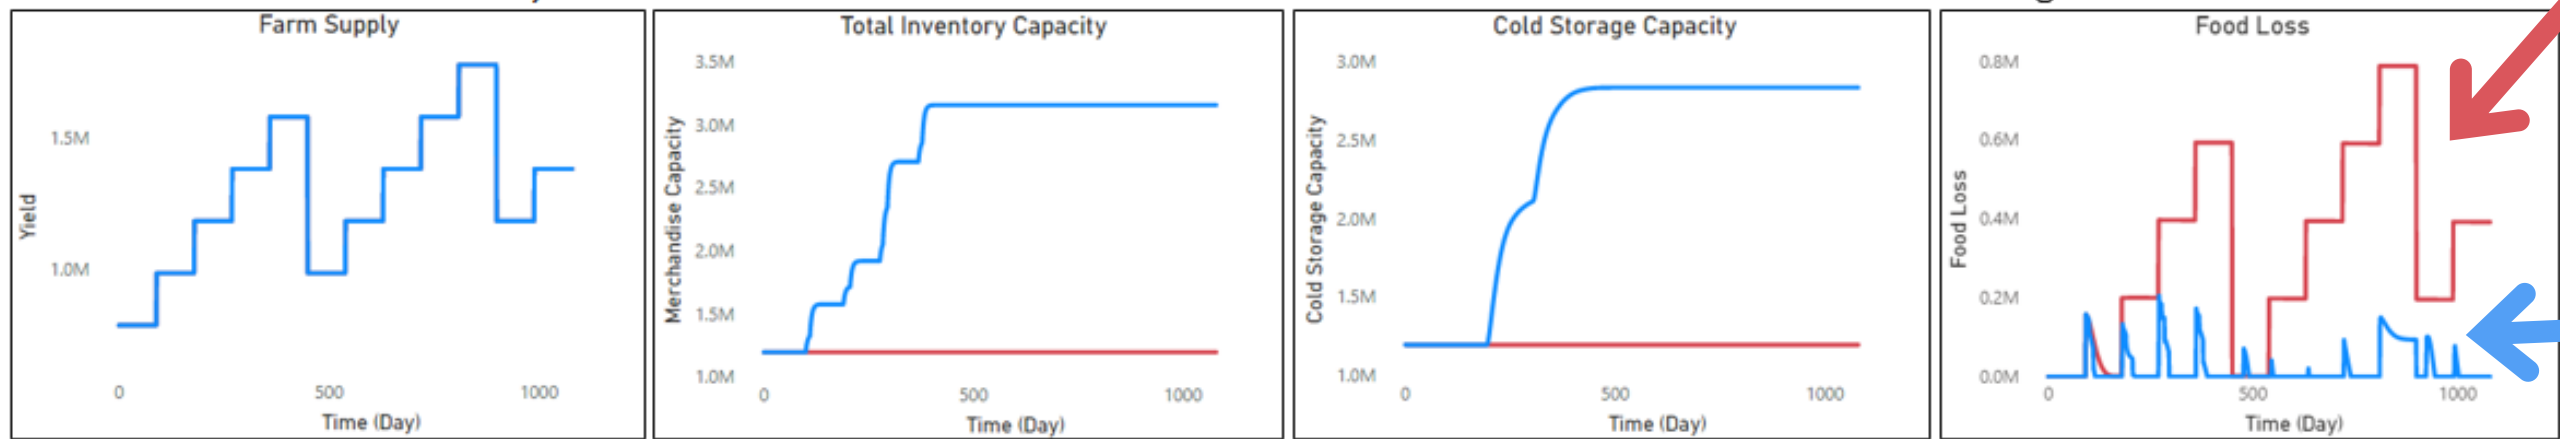 Farm Supply
1.5M
1.0M
Yield
0
500
1000
Time (Day)
Total Inventory Capacity
3.5M
3.0M
2.5M
2.0M
1.5M
1.0M
Merchandise Capacity
0
500
1000
Time (Day)
Cold Storage Capacity
3.0M
2.5M
2.0M
1.5M
1.0M
Cold Storage Capacity
0
500
1000
Time (Day)
Food Loss
0.8M
0.6M
0.4M
0.2M
0.0M
Food Loss
0
500
1000
Time (Day)